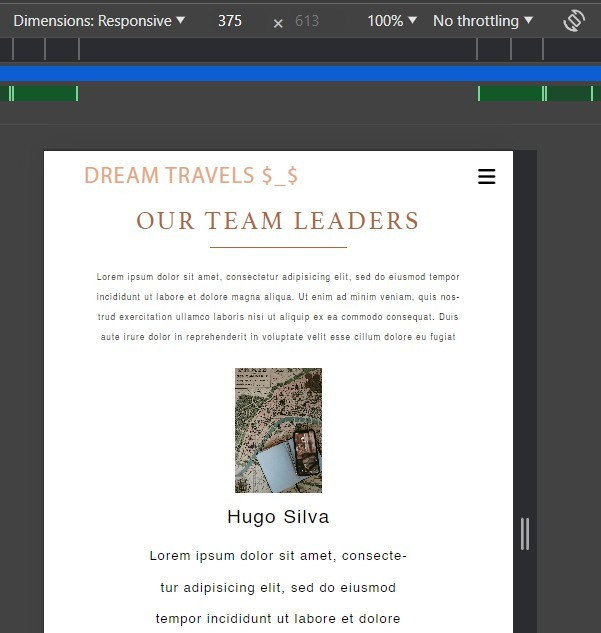 Dimensions: Responsive ▼ 375 × 613 100% ▼ No throttling ▼
DREAM TRAVELS $_$
OUR TEAM LEADERS
Lorem ipsum dolor sit amet, consectetur adipisicing elit, sed do eiusmod tempor
incididunt ut labore et dolore magna aliqua. Ut enim ad minim veniam, quis nos-
trud exercitation ullamco laboris nisi ut aliquip ex ea commodo consequat. Duis
aute irure dolor in reprehenderit in voluptate velit esse cillum dolore eu fugiat
Hugo Silva
Lorem ipsum dolor sit amet, consecte-
tur adipisicing elit, sed do eiusmod
tempor incididunt ut labore et dolore